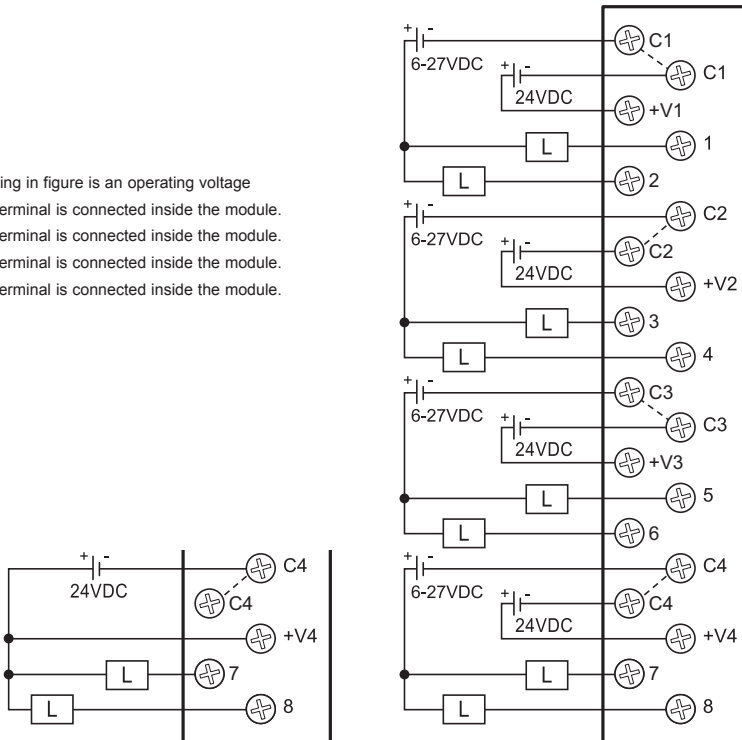 ing in figure is an operating voltage
erminal is connected inside the module.
erminal is connected inside the module.
erminal is connected inside the module.
erminal is connected inside the module.
+ -
24VDC
C4
C4
+V4
L
7
L
8
+ -
6-27VDC
C1
+ -
24VDC
C1
+V1
L
1
L
2
+ -
6-27VDC
C2
+ -
24VDC
C2
+V2
L
3
L
4
+ -
6-27VDC
C3
+ -
24VDC
C3
+V3
L
5
L
6
+ -
6-27VDC
C4
+ -
24VDC
C4
+V4
L
7
L
8